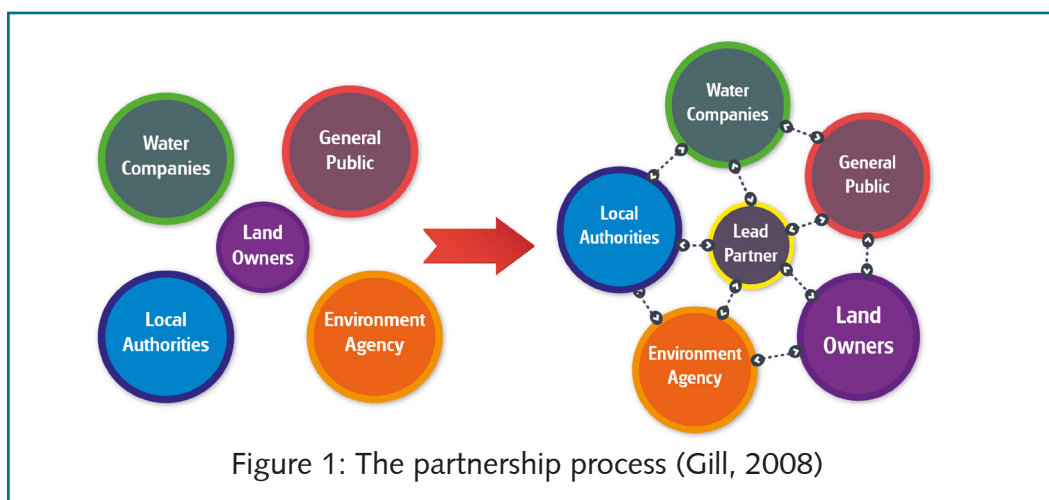 Water
Companies
General
Public
Land
Owners
Local
Authorities
Environment
Agency
Water
Companies
General
Public
Local
Authorities
Lead
Partner
Land
Owners
Environment
Agency
Figure 1: The partnership process (Gill, 2008)